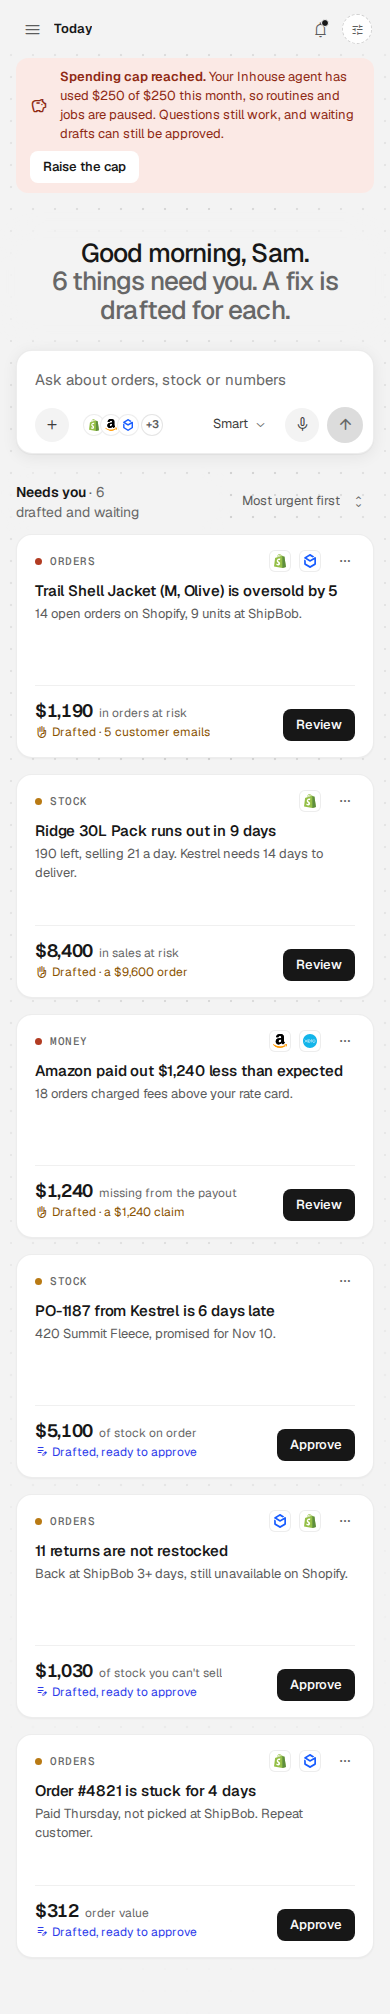 Today
Spending cap reached. Your Inhouse agent has
used $250 of $250 this month, so routines and
jobs are paused. Questions still work, and waiting
drafts can still be approved.
Raise the cap
Good morning, Sam.
6 things need you. A fix is
drafted for each.
Ask about orders, stock or numbers
+3
Smart
Needs you · 6
drafted and waiting
Most urgent first
ORDERS
Trail Shell Jacket (M, Olive) is oversold by 5
14 open orders on Shopify, 9 units at ShipBob.
$1,190 in orders at risk
Drafted · 5 customer emails
Review
STOCK
Ridge 30L Pack runs out in 9 days
190 left, selling 21 a day. Kestrel needs 14 days to
deliver.
$8,400 in sales at risk
Drafted · a $9,600 order
Review
MONEY
Amazon paid out $1,240 less than expected
18 orders charged fees above your rate card.
$1,240 missing from the payout
Drafted · a $1,240 claim
Review
STOCK
PO-1187 from Kestrel is 6 days late
420 Summit Fleece, promised for Nov 10.
$5,100 of stock on order
Drafted, ready to approve
Approve
ORDERS
11 returns are not restocked
Back at ShipBob 3+ days, still unavailable on Shopify.
$1,030 of stock you can't sell
Drafted, ready to approve
Approve
ORDERS
Order #4821 is stuck for 4 days
Paid Thursday, not picked at ShipBob. Repeat
customer.
$312 order value
Drafted, ready to approve
Approve